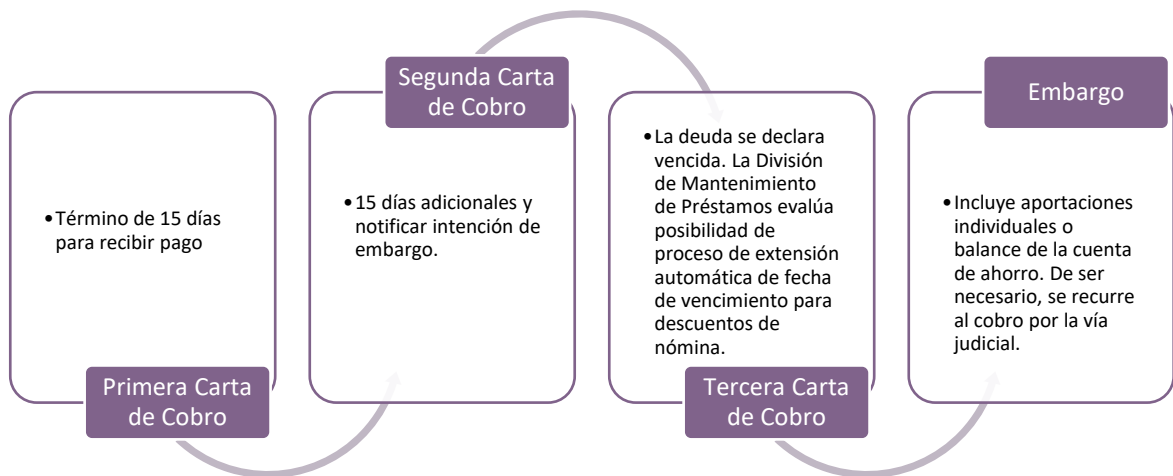 •Término de 15 días
para recibir pago
Primera Carta
de Cobro
Segunda Carta
de Cobro
•15 días adicionales y
notificar intención de
embargo.
•La deuda se declara
vencida. La División
de Mantenimiento
de Préstamos evalúa
posibilidad de
proceso de extensión
automática de fecha
de vencimiento para
descuentos de
nómina.
Tercera Carta
de Cobro
Embargo
•Incluye aportaciones
individuales o
balance de la cuenta
de ahorro. De ser
necesario, se recurre
al cobro por la vía
judicial.